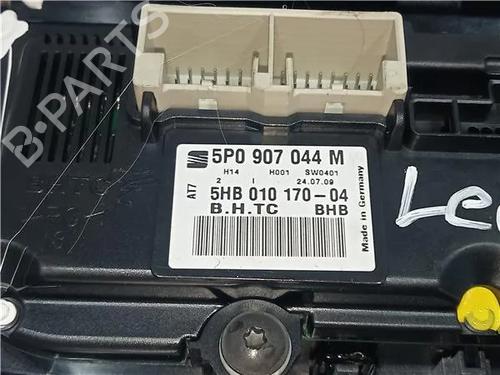 B-PARTS
5P0 907 044 M
H14 H001 SW0401
2 I 24.07.09
AT7
5HB 010 170-04
B.H.TC BHB
Made in Germany